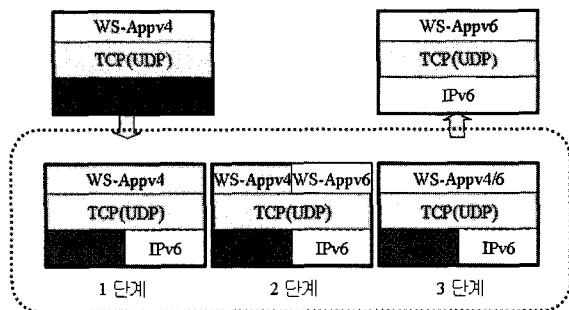 WS-Appv4
TCP(UDP)
WS-Appv6
TCP(UDP)
IPv6
WS-Appv4
TCP(UDP)
IPv6
1 단계
WS-Appv4 WS-Appv6
TCP(UDP)
IPv6
2 단계
WS-Appv4/6
TCP(UDP)
IPv6
3 단계